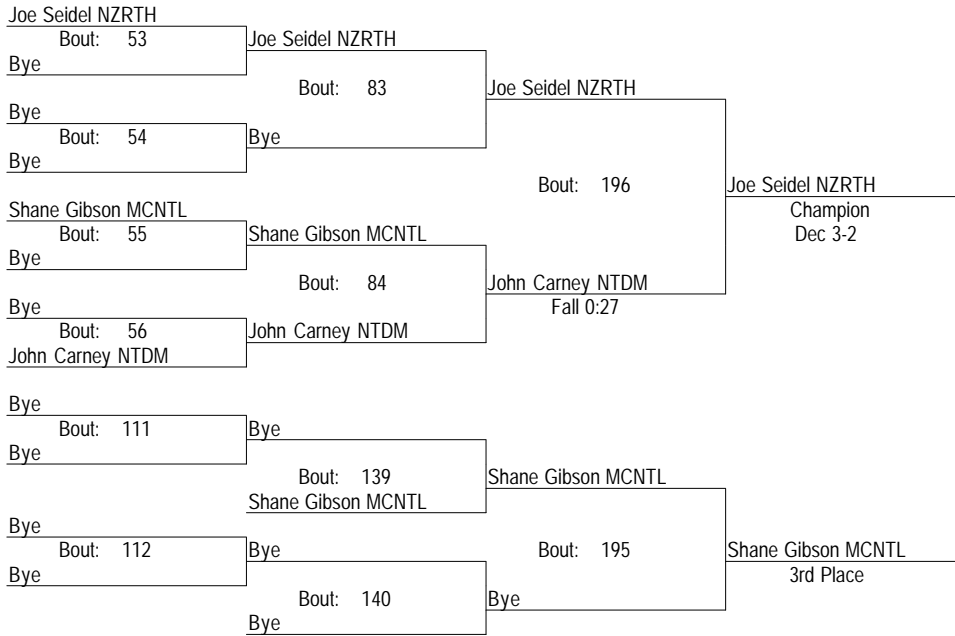 Joe Seidel NZRTH
Bout: 53
Joe Seidel NZRTH
Bye
Bout: 83
Joe Seidel NZRTH
Bye
Bout: 54
Bye
Bye
Bout: 196
Joe Seidel NZRTH
Champion
Dec 3-2
Shane Gibson MCNTL
Bout: 55
Shane Gibson MCNTL
Bye
Bout: 84
John Carney NTDM
Fall 0:27
Bye
Bout: 56
John Carney NTDM
John Carney NTDM
Bye
Bout: 111
Bye
Bye
Bout: 139
Shane Gibson MCNTL
Shane Gibson MCNTL
Bye
Bout: 112
Bye
Bye
Bout: 195
Shane Gibson MCNTL
3rd Place
Bout: 140
Bye
Bye